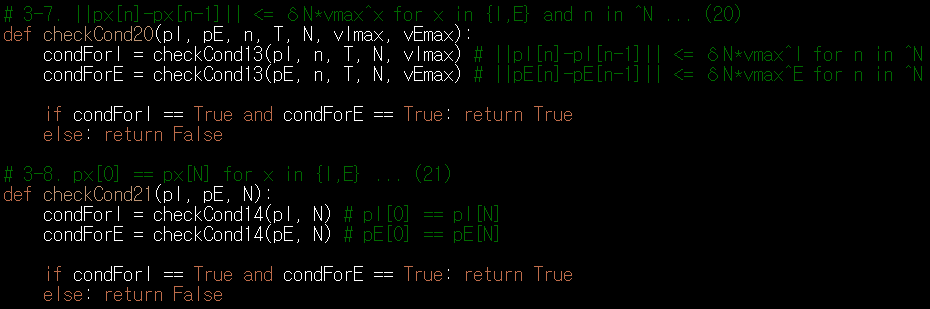 # 3-7. ||px[n]-px[n-1]|| <= δN*vmax^x for x in {I,E} and n in ^N ... (20)
def checkCond20(pI, pE, n, T, N, vImax, vEmax):
    condForI = checkCond13(pI, n, T, N, vImax) # ||pI[n]-pI[n-1]|| <= δN*vmax^I for n in ^N
    condForE = checkCond13(pE, n, T, N, vEmax) # ||pE[n]-pE[n-1]|| <= δN*vmax^E for n in ^N

    if condForI == True and condForE == True: return True
    else: return False

# 3-8. px[0] == px[N] for x in {I,E} ... (21)
def checkCond21(pI, pE, N):
    condForI = checkCond14(pI, N) # pI[0] == pI[N]
    condForE = checkCond14(pE, N) # pE[0] == pE[N]

    if condForI == True and condForE == True: return True
    else: return False